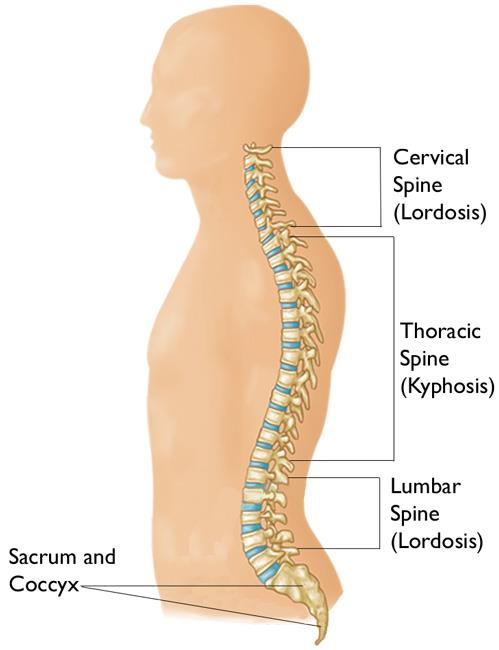 Cervical
Spine
(Lordosis)
Thoracic
Spine
(Kyphosis)
Lumbar
Spine
(Lordosis)
Sacrum and
Coccyx